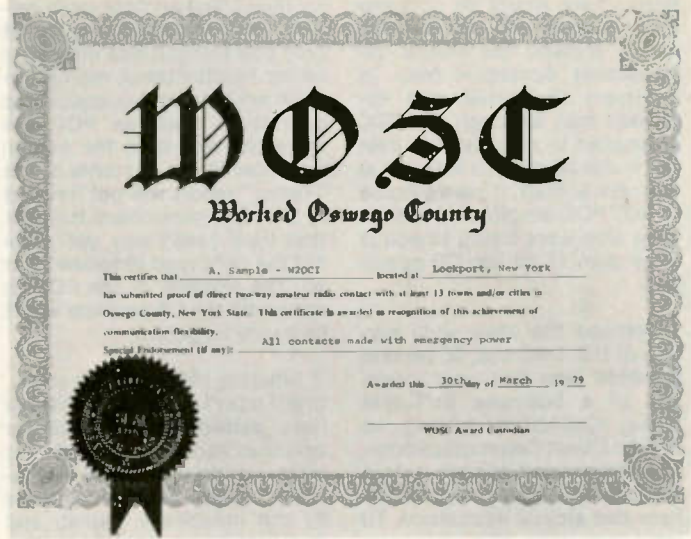 WOSC
Worked Oswego County
This certifies that A. Sample - W2OCI located at Lockport, New York
has submitted proof of direct two-way amateur radio contact with at least 13 towns and/or cities in
Oswego County, New York State. This certificate is awarded as recognition of this achievement of
communication flexibility.
Special Endorsement (if any): All contacts made with emergency power
Awarded this 30th day of March 19 79
WOSC Award Custodian